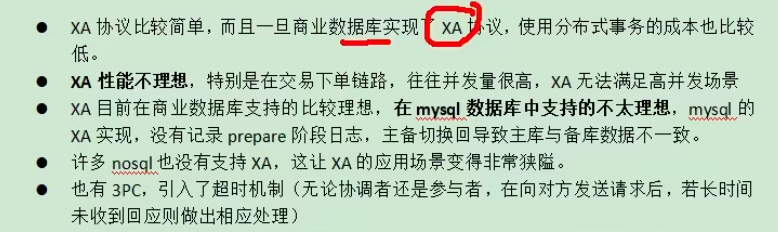 ● XA 协议比较简单，而且一旦商业数据库实现了 XA 协议，使用分布式事务的成本也比较
低。
● XA 性能不理想，特别是在交易下单链路，往往并发量很高，XA 无法满足高并发场景
● XA 目前在商业数据库支持的比较理想，在 mysql 数据库中支持的不太理想，mysql 的
XA 实现，没有记录 prepare 阶段日志，主备切换回导致主库与备库数据不一致。
● 许多 nosql 也没有支持 XA，这让 XA 的应用场景变得非常狭隘。
● 也有 3PC，引入了超时机制（无论协调者还是参与者，在向对方发送请求后，若长时间
未收到回应则做出相应处理）